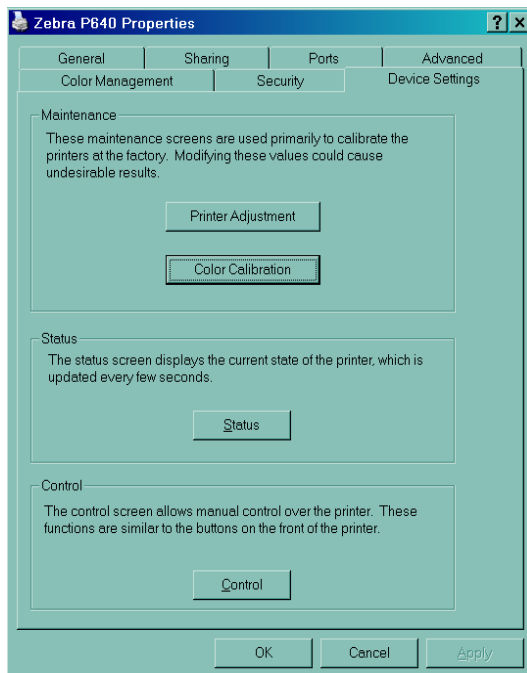 Zebra P640 Properties
General Sharing Ports Advanced
Color Management Security Device Settings
Maintenance
These maintenance screens are used primarily to calibrate the
printers at the factory. Modifying these values could cause
undesirable results.
Printer Adjustment
Color Calibration
Status
The status screen displays the current state of the printer, which is
updated every few seconds.
Status
Control
The control screen allows manual control over the printer. These
functions are similar to the buttons on the front of the printer.
Control
OK Cancel Apply